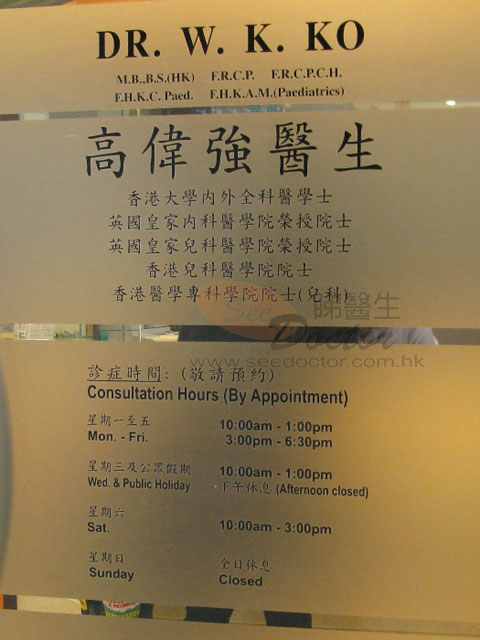 DR. W. K. KO
M.B.,B.S.(HK) F.R.C.P. F.R.C.P.C.H.
F.H.K.C. Paed. F.H.K.A.M.(Paediatrics)
高偉強醫生
香港大學內外全科醫學士
英國皇家內科醫學院榮授院士
英國皇家兒科醫學院榮授院士
香港兒科醫學院院士
香港醫學專科學院院士(兒科)
睇醫生
See Doctor
www.seedoctor.com.hk
診症時間: (敬請預約)
Consultation Hours (By Appointment)
星期一至五 10:00am - 1:00pm
Mon. - Fri. 3:00pm - 6:30pm
星期三及公眾假期 10:00am - 1:00pm
Wed. & Public Holiday 下午休息 (Afternoon closed)
星期六
Sat. 10:00am - 3:00pm
星期日 全日休息
Sunday Closed